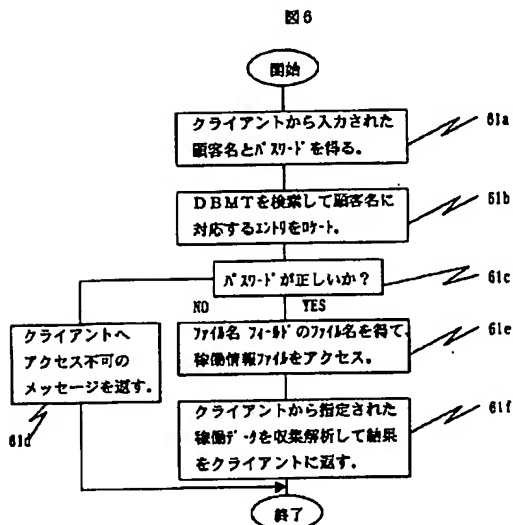 図6
開始
クライアントから入力された
顧客名とパスワードを得る。
61a
DBMTを検索して顧客名に
対応するエントリをロケート。
61b
パスワードが正しいか?
61c
NO
YES
クライアントへ
アクセス不可の
メッセージを返す。
61d
ファイル名 フィールドのファイル名を得て、
稼働情報ファイルをアクセス。
61e
クライアントから指定された
稼働データを収集解析して結果
をクライアントに返す。
61f
終了